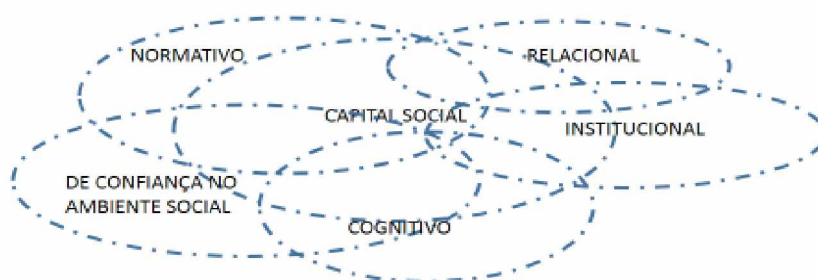 NORMATIVO
RELACIONAL
CAPITAL SOCIAL
INSTITUCIONAL
DE CONFIANÇA NO
AMBIENTE SOCIAL
COGNITIVO